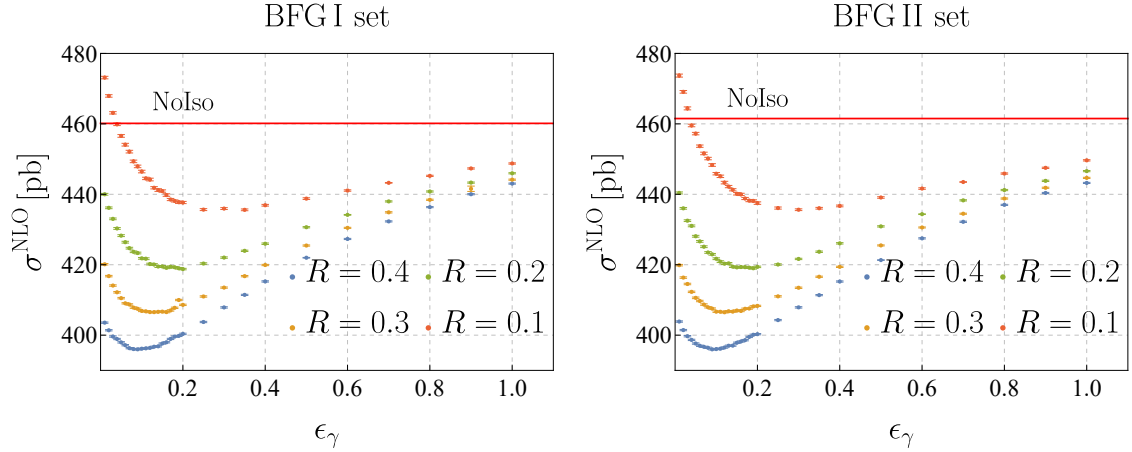 BFG I set
480
460
440
420
400
σ^NLO [pb]
NoIso
R = 0.4
R = 0.2
R = 0.3
R = 0.1
0.2
0.4
0.6
0.8
1.0
ϵ_γ
BFG II set
480
460
440
420
400
σ^NLO [pb]
NoIso
R = 0.4
R = 0.2
R = 0.3
R = 0.1
0.2
0.4
0.6
0.8
1.0
ϵ_γ